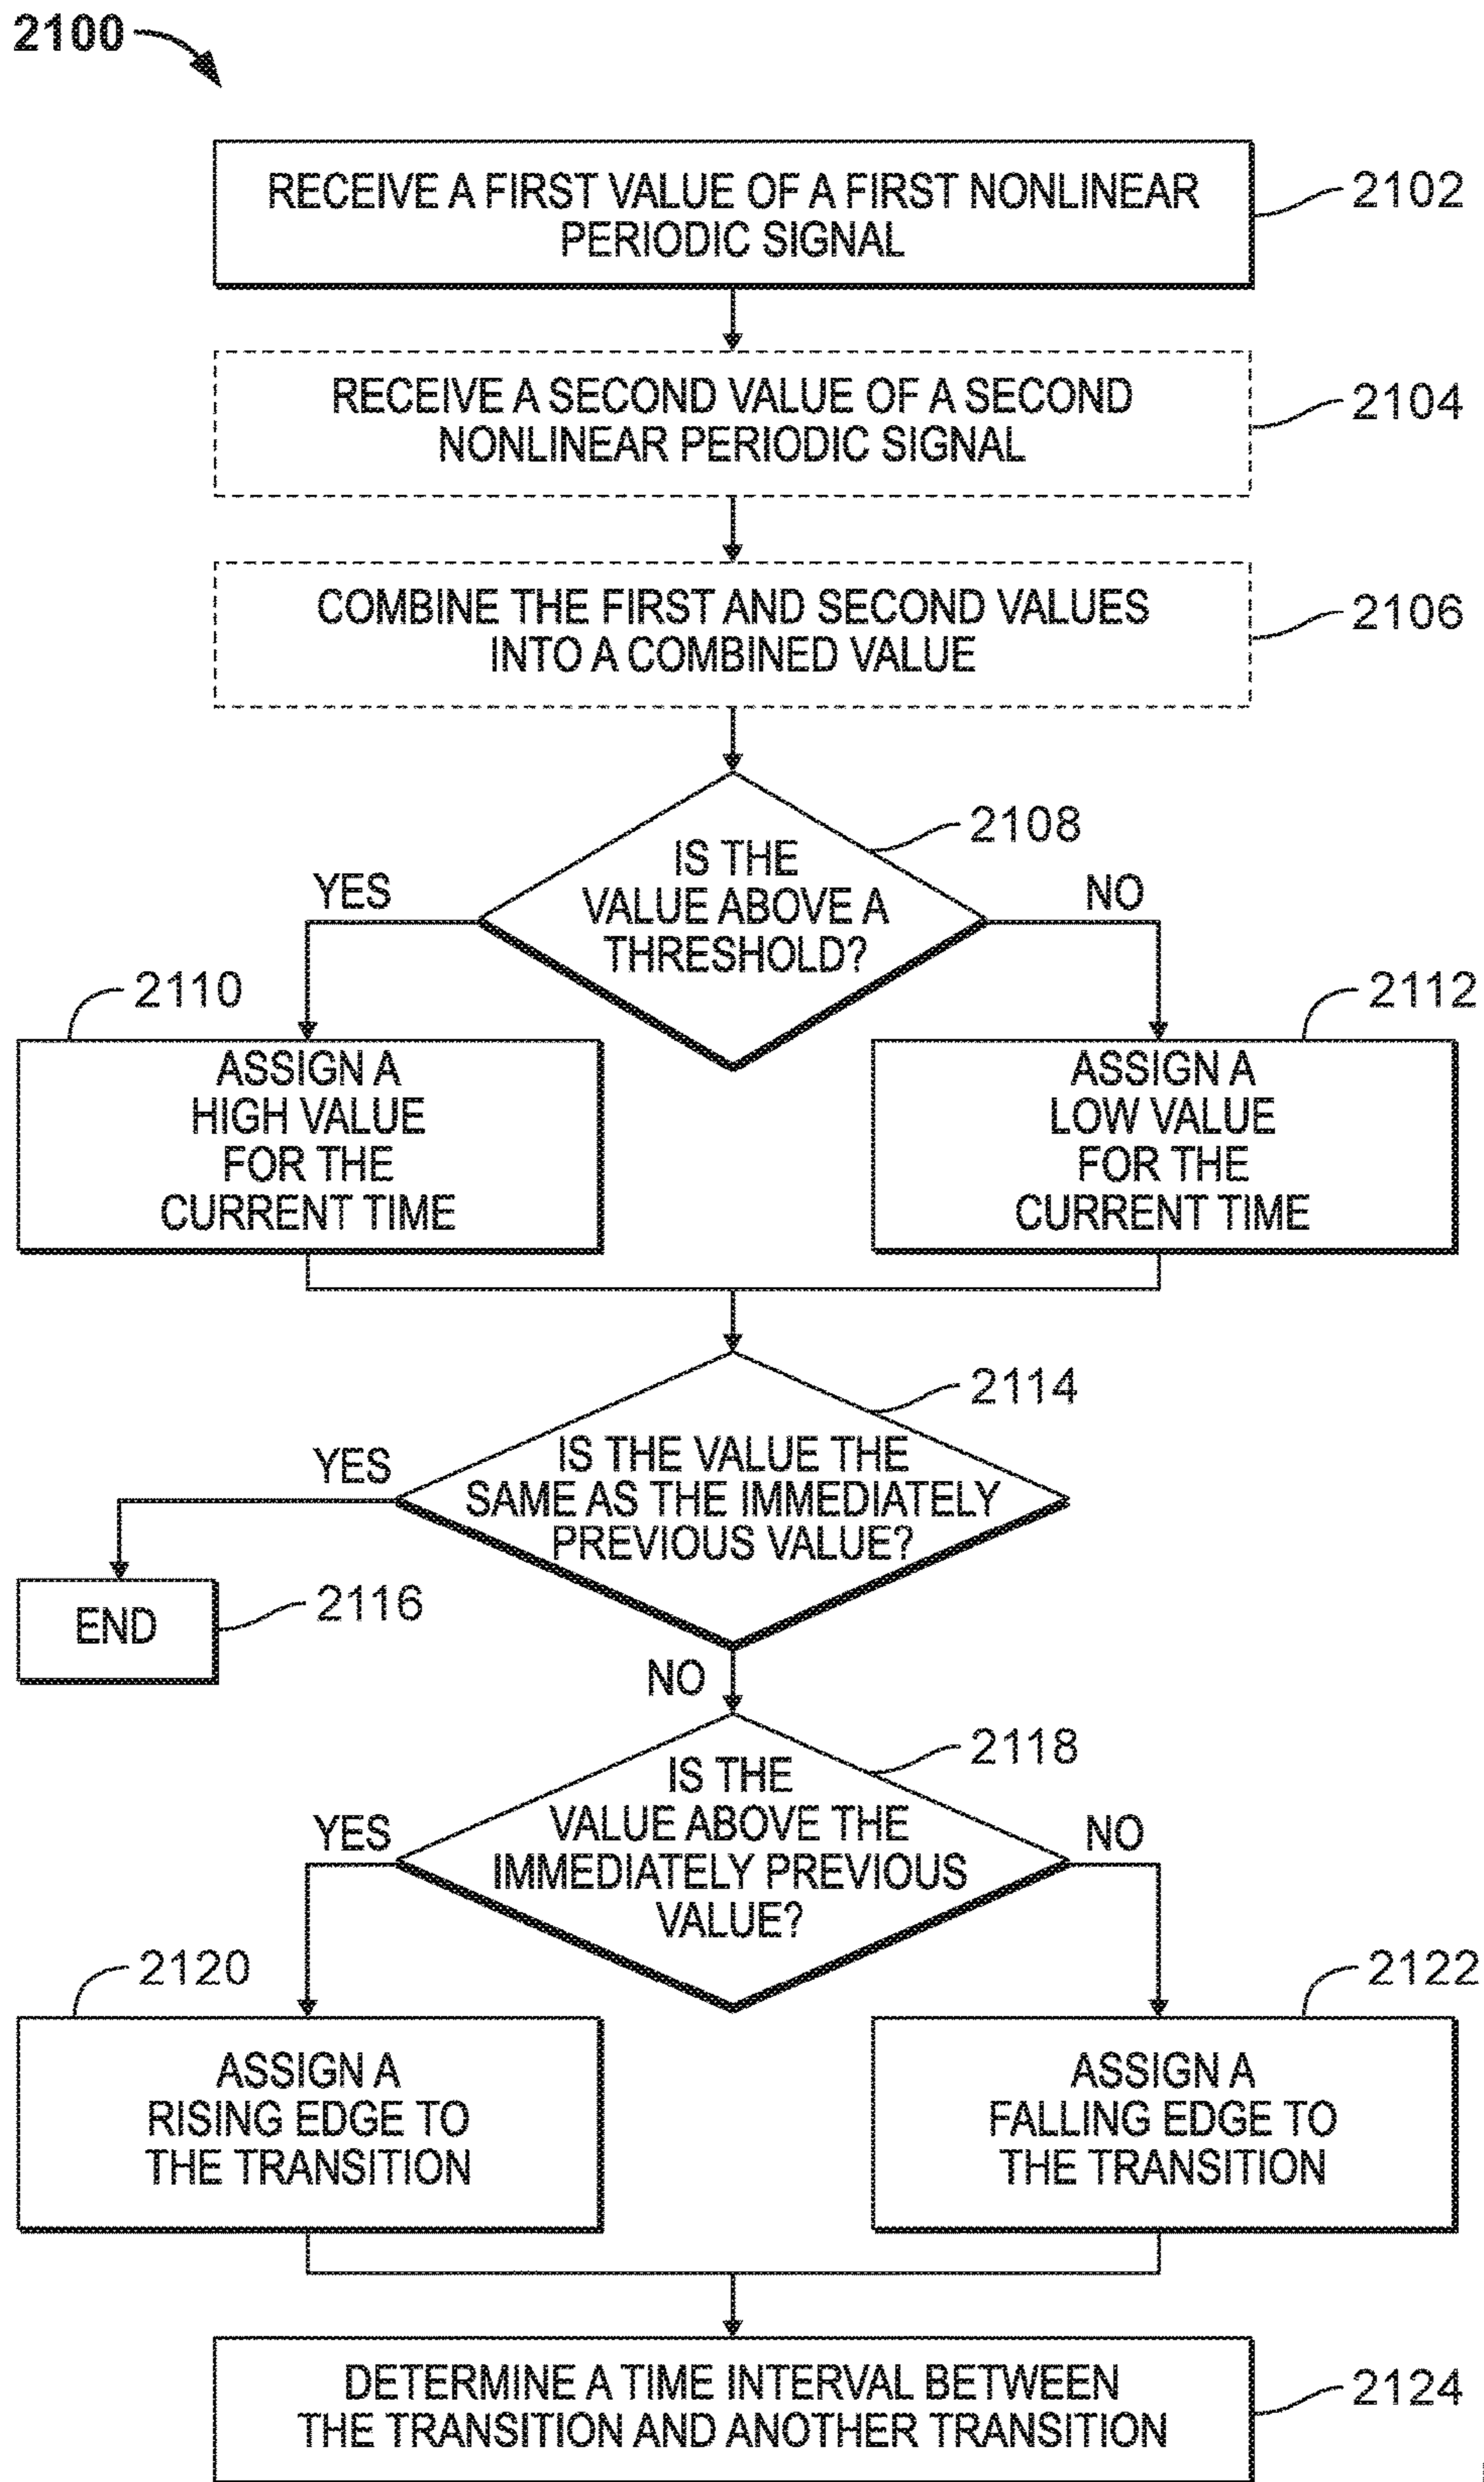 2100
RECEIVE A FIRST VALUE OF A FIRST NONLINEAR
PERIODIC SIGNAL
2102
RECEIVE A SECOND VALUE OF A SECOND
NONLINEAR PERIODIC SIGNAL
2104
COMBINE THE FIRST AND SECOND VALUES
INTO A COMBINED VALUE
2106
2108
IS THE
VALUE ABOVE A
THRESHOLD?
YES
NO
2110
ASSIGN A
HIGH VALUE
FOR THE
CURRENT TIME
2112
ASSIGN A
LOW VALUE
FOR THE
CURRENT TIME
2114
IS THE VALUE THE
SAME AS THE IMMEDIATELY
PREVIOUS VALUE?
YES
END
2116
NO
2118
IS THE
VALUE ABOVE THE
IMMEDIATELY PREVIOUS
VALUE?
YES
NO
2120
ASSIGN A
RISING EDGE TO
THE TRANSITION
2122
ASSIGN A
FALLING EDGE TO
THE TRANSITION
DETERMINE A TIME INTERVAL BETWEEN
THE TRANSITION AND ANOTHER TRANSITION
2124